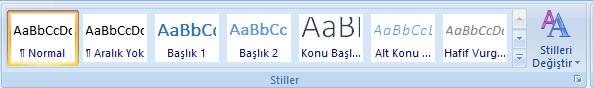 AaBbCcDc AaBbCcDc AaBbC AaBbCc AaBl AaBbCcL AaBbCcDc
¶ Normal ¶ Aralık Yok Başlık 1 Başlık 2 Konu Başl... Alt Konu ... Hafif Vurg...
Stilleri
Değiştir
Stiller